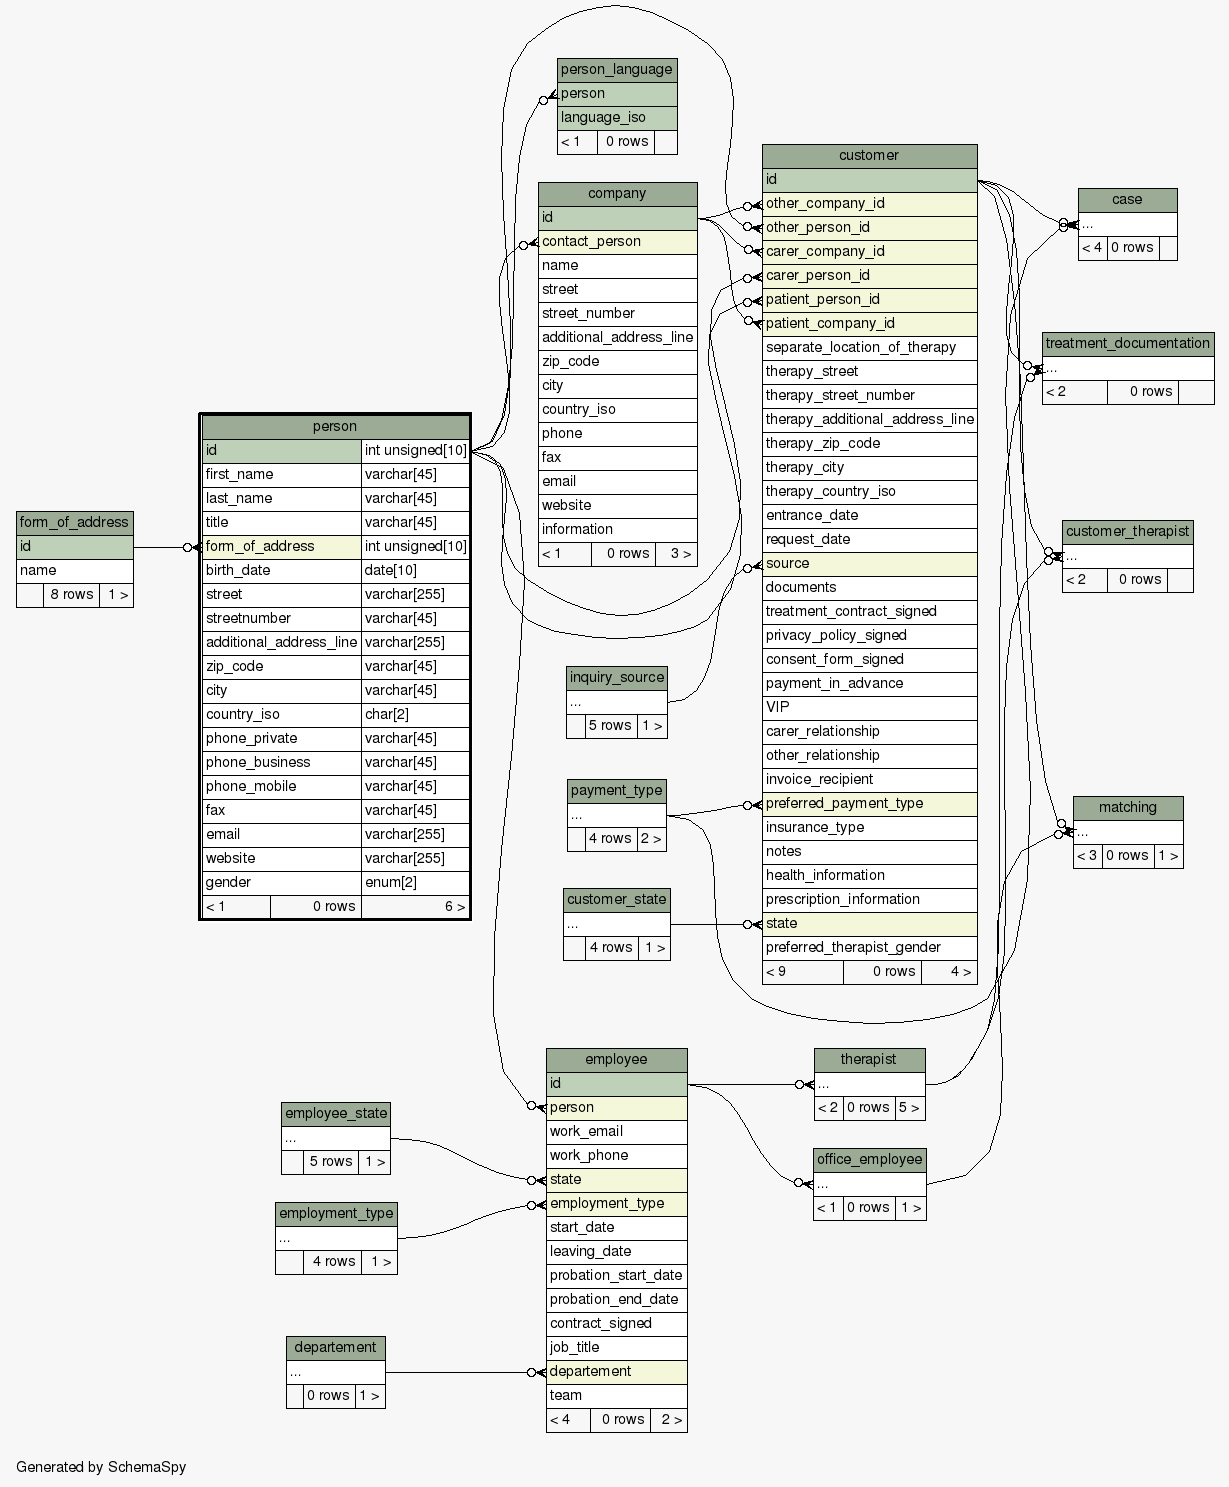 person_language
person
language_iso
< 1 0 rows
company
id
contact_person
name
street
street_number
additional_address_line
zip_code
city
country_iso
phone
fax
email
website
information
< 1 0 rows 3 >
customer
id
other_company_id
other_person_id
carer_company_id
carer_person_id
patient_person_id
patient_company_id
separate_location_of_therapy
therapy_street
therapy_street_number
therapy_additional_address_line
therapy_zip_code
therapy_city
therapy_country_iso
entrance_date
request_date
source
documents
treatment_contract_signed
privacy_policy_signed
consent_form_signed
payment_in_advance
VIP
carer_relationship
other_relationship
invoice_recipient
preferred_payment_type
insurance_type
notes
health_information
prescription_information
state
preferred_therapist_gender
< 9 0 rows 4 >
case
...
< 4 0 rows
treatment_documentation
...
< 2 0 rows
customer_therapist
...
< 2 0 rows
matching
...
< 3 0 rows 1 >
person
id int unsigned[10]
first_name varchar[45]
last_name varchar[45]
title varchar[45]
form_of_address int unsigned[10]
birth_date date[10]
street varchar[255]
streetnumber varchar[45]
additional_address_line varchar[255]
zip_code varchar[45]
city varchar[45]
country_iso char[2]
phone_private varchar[45]
phone_business varchar[45]
phone_mobile varchar[45]
fax varchar[45]
email varchar[255]
website varchar[255]
gender enum[2]
< 1 0 rows 6 >
form_of_address
id
name
8 rows 1 >
inquiry_source
...
5 rows 1 >
payment_type
...
4 rows 2 >
customer_state
...
4 rows 1 >
employee
id
person
work_email
work_phone
state
employment_type
start_date
leaving_date
probation_start_date
probation_end_date
contract_signed
job_title
departement
team
< 4 0 rows 2 >
therapist
...
< 2 0 rows 5 >
office_employee
...
< 1 0 rows 1 >
employee_state
...
5 rows 1 >
employment_type
...
4 rows 1 >
departement
...
0 rows 1 >
Generated by SchemaSpy